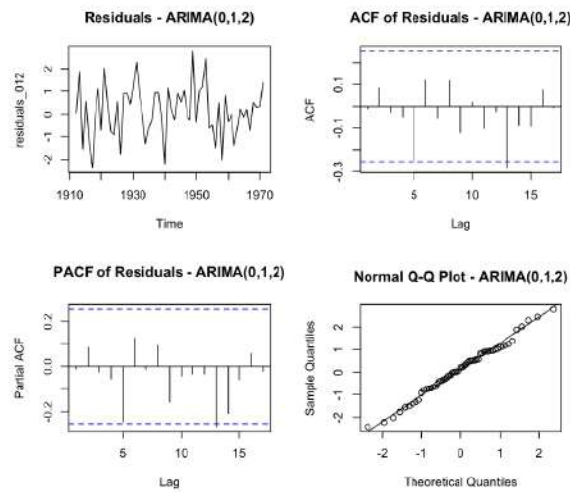 Residuals - ARIMA(0,1,2)
residuals_012
2
1
0
-1
-2
1910 1930 1950 1970
Time
ACF of Residuals - ARIMA(0,1,2)
ACF
0.1
-0.1
-0.3
5 10 15
Lag
PACF of Residuals - ARIMA(0,1,2)
Partial ACF
0.2
0.0
-0.2
5 10 15
Lag
Normal Q-Q Plot - ARIMA(0,1,2)
Sample Quantiles
2
1
0
-1
-2
-2 -1 0 1 2
Theoretical Quantiles